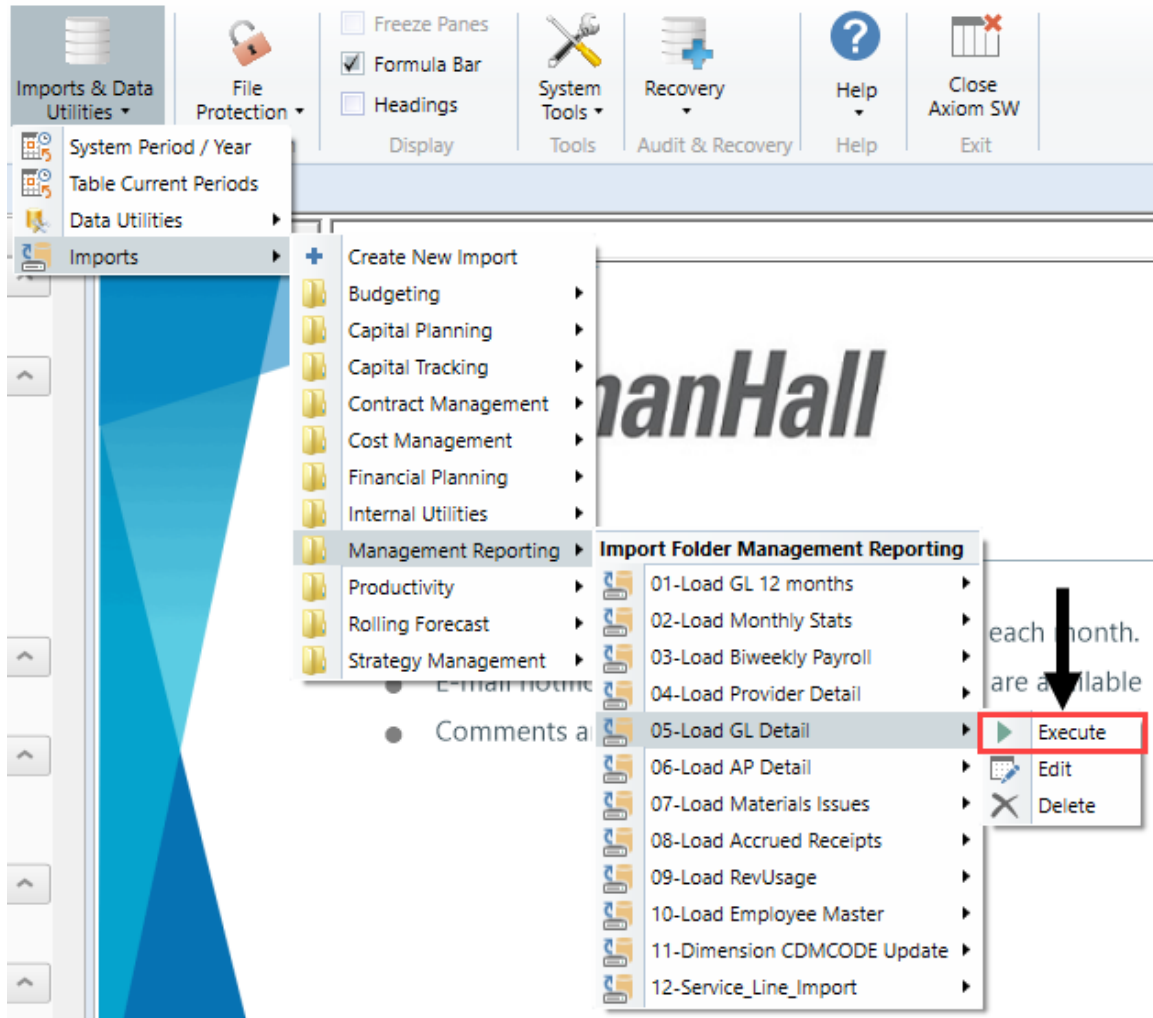 Imports & Data Utilities
File Protection
Freeze Panes
Formula Bar
Headings
Display
System Tools
Tools
Recovery
Audit & Recovery
Help
Help
Close Axiom SW
Exit
System Period / Year
Table Current Periods
Data Utilities
Imports
Create New Import
Budgeting
Capital Planning
Capital Tracking
Contract Management
Cost Management
Financial Planning
Internal Utilities
Management Reporting
Productivity
Rolling Forecast
Strategy Management
manHall
Import Folder Management Reporting
01-Load GL 12 months
02-Load Monthly Stats
03-Load Biweekly Payroll
04-Load Provider Detail
05-Load GL Detail
06-Load AP Detail
07-Load Materials Issues
08-Load Accrued Receipts
09-Load RevUsage
10-Load Employee Master
11-Dimension CDMCODE Update
12-Service_Line_Import
each month.
are available
Comments
Execute
Edit
Delete